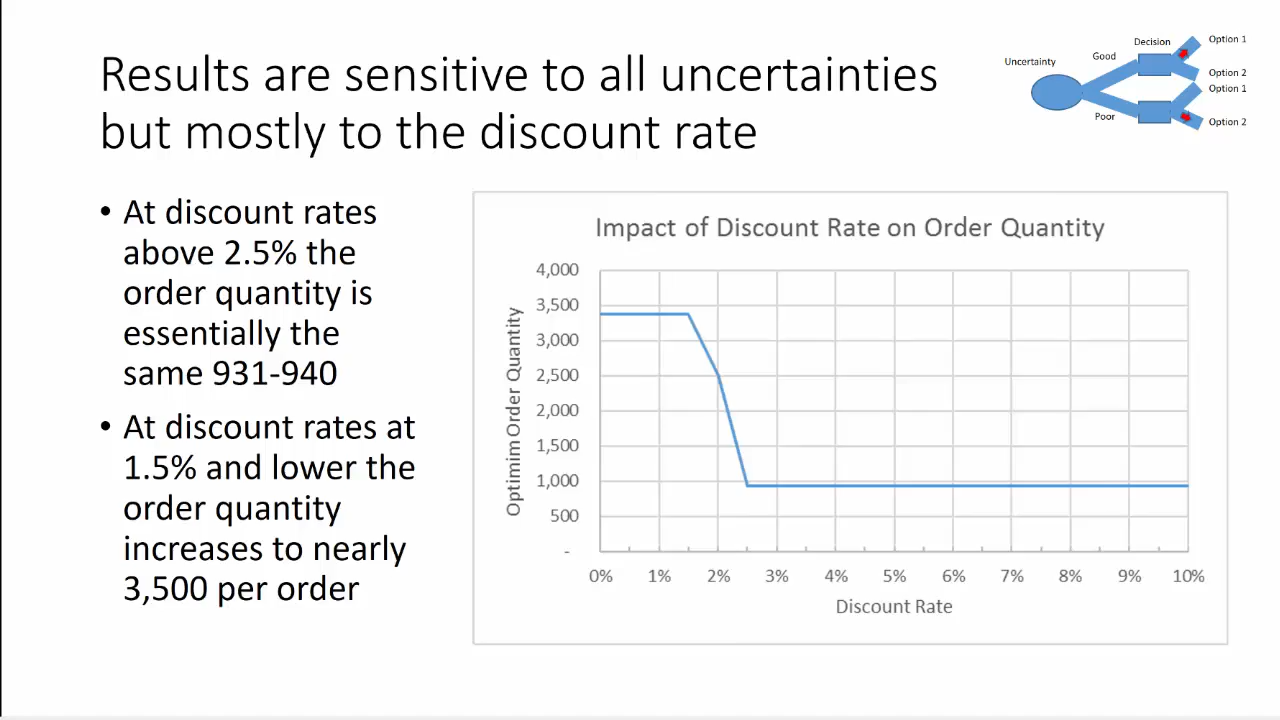 Results are sensitive to all uncertainties
but mostly to the discount rate
Uncertainty
Good
Poor
Decision
Option 1
Option 2
Option 1
Option 2
• At discount rates
above 2.5% the
order quantity is
essentially the
same 931-940
• At discount rates at
1.5% and lower the
order quantity
increases to nearly
3,500 per order
Impact of Discount Rate on Order Quantity
Optimim Order Quantity
4,000
3,500
3,000
2,500
2,000
1,500
1,000
500
-
0% 1% 2% 3% 4% 5% 6% 7% 8% 9% 10%
Discount Rate